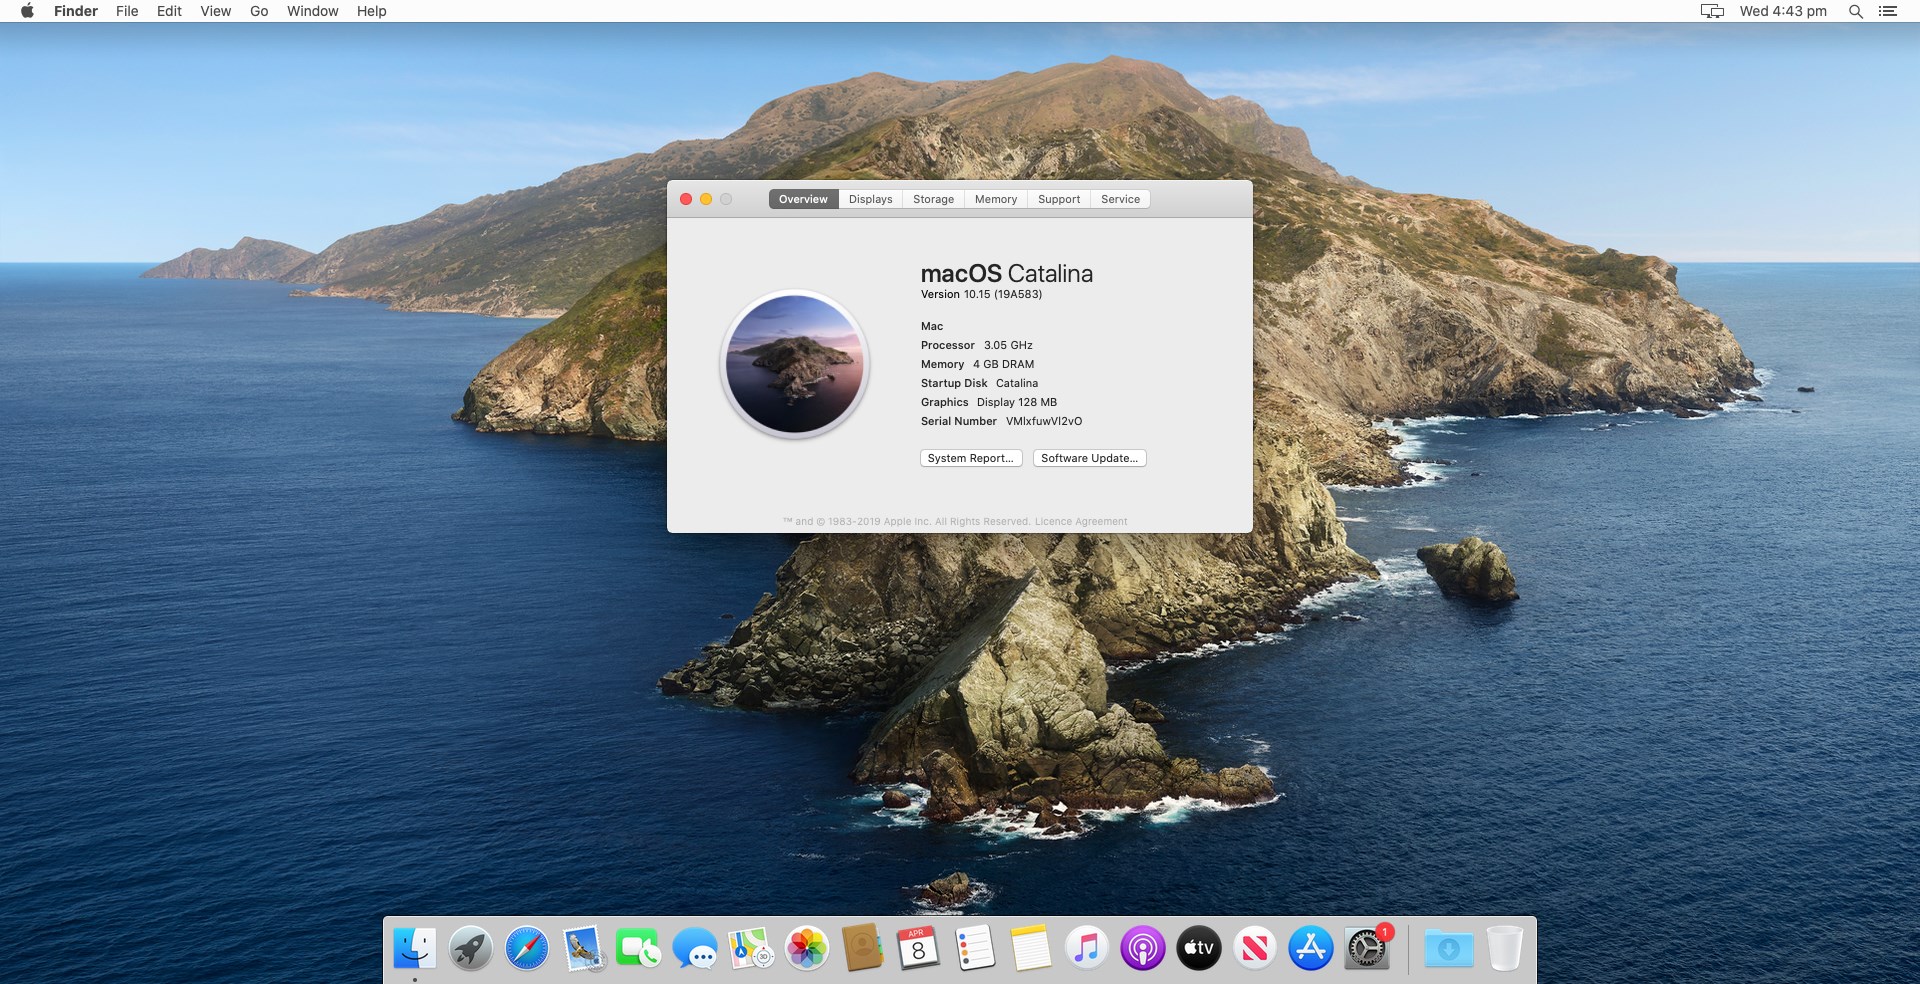 Finder File Edit View Go Window Help Wed 4:43 pm
Overview Displays Storage Memory Support Service
macOS Catalina
Version 10.15 (19A583)
Mac
Processor 3.05 GHz
Memory 4 GB DRAM
Startup Disk Catalina
Graphics Display 128 MB
Serial Number VMlxfuwVl2vO
System Report... Software Update...
™ and © 1983-2019 Apple Inc. All Rights Reserved. Licence Agreement
APR
8
3D
tv
1